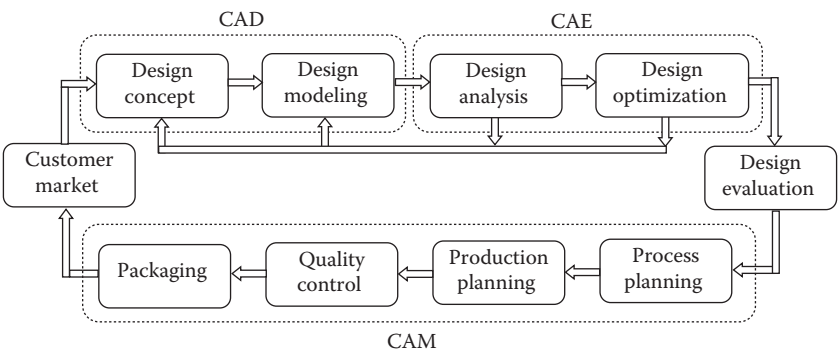 CAD
CAE
Design
concept
Design
modeling
Design
analysis
Design
optimization
Customer
market
Design
evaluation
Packaging
Quality
control
Production
planning
Process
planning
CAM